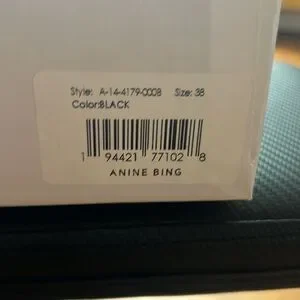 Style: A-14-4179-0008 Size: 38
Color:BLACK
1 94421 77102 8
ANINE BING